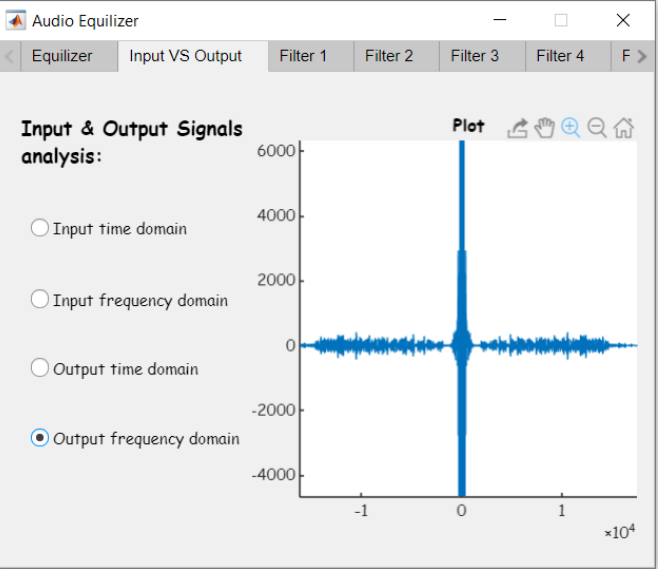 Audio Equilizer
Equilizer
Input VS Output
Filter 1
Filter 2
Filter 3
Filter 4
F
Input & Output Signals
analysis:
Input time domain
Input frequency domain
Output time domain
Output frequency domain
Plot
6000
4000
2000
0
-2000
-4000
-1
0
1
×10⁴